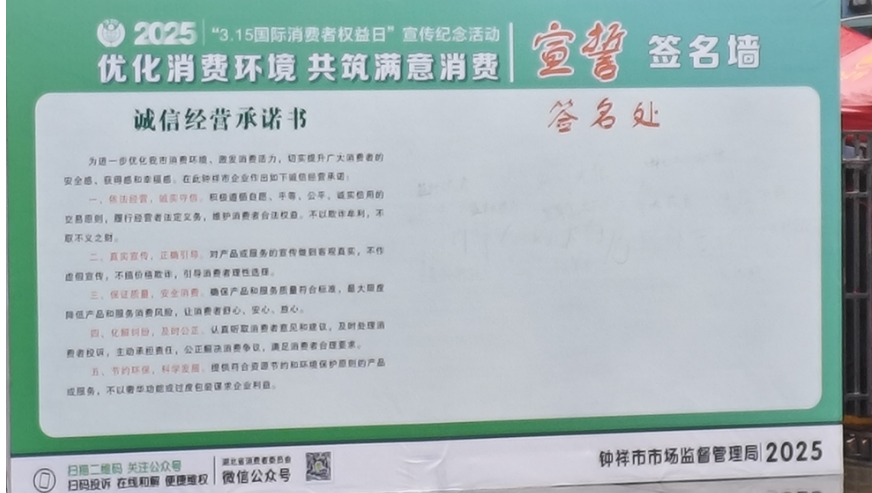 2025 "3.15国际消费者权益日"宣传纪念活动
优化消费环境 共筑满意消费
宣誓 签名墙
诚信经营承诺书
为进一步优化我市消费环境，激发消费活力，切实提升广大消费者的
安全感、获得感和幸福感。在此钟祥市企业作出如下诚信经营承诺：
一、依法经营，诚实守信。积极遵循自愿、平等、公平、诚实信用的
交易原则，履行经营者法定义务，维护消费者合法权益。不以欺诈牟利，不
取不义之财。
二、真实宣传，正确引导。对产品或服务的宣传做到客观真实，不作
虚假宣传，不搞价格欺诈，引导消费者理性选择。
三、保证质量，安全消费。确保产品和服务质量符合标准，最大限度
降低产品和服务消费风险，让消费者舒心、安心、放心。
四、化解纠纷，及时公正。认真听取消费者意见和建议，及时处理消
费者投诉，主动承担责任，公正解决消费争议，满足消费者合理要求。
五、节约环保，科学发展。提供符合资源节约和环境保护原则的产品
或服务，不以奢华功能或过度包装谋求企业利益。
签名处
扫描二维码 关注公众号
扫码投诉 在线和解 便捷维权
湖北省消费者委员会
微信公众号
钟祥市市场监督管理局 2025